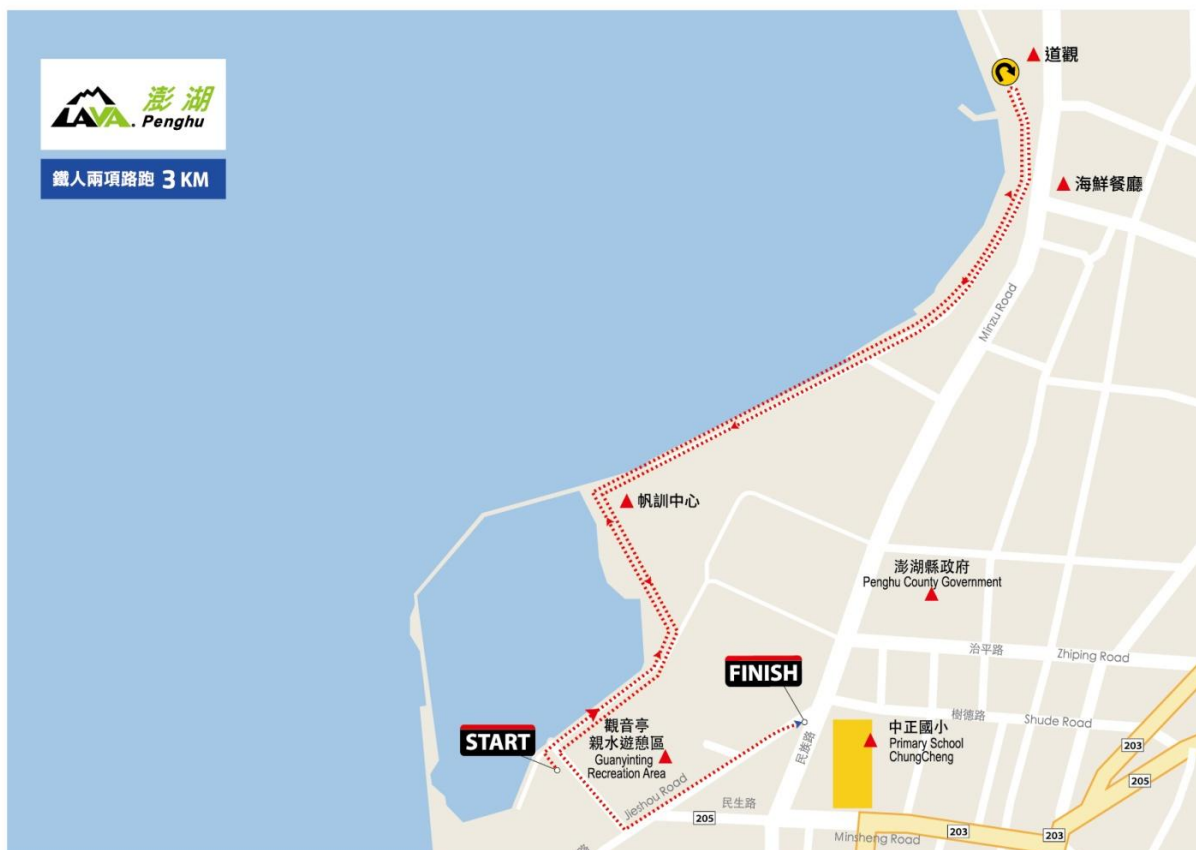 LAVA.
澎湖
Penghu
鐵人兩項路跑 3 KM
道觀
海鮮餐廳
Minzu Road
帆訓中心
澎湖縣政府
Penghu County Government
治平路
Zhiping Road
FINISH
START
觀音亭
親水遊憩區
Guanyinting
Recreation Area
Jieshou Road
民族路
樹德路
Shude Road
中正國小
Primary School
ChungCheng
203
205
民生路
205
Minsheng Road
203
203
路